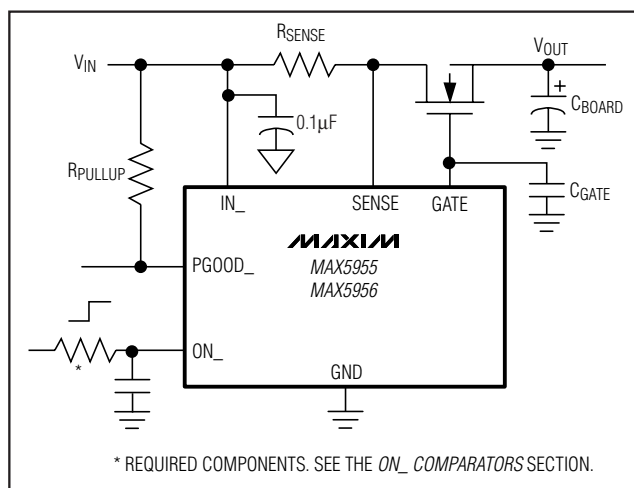 RSENSE
VIN
VOUT
+
CBOARD
0.1µF
RPULLUP
CGATE
IN_
SENSE
GATE
MAXIM
PGOOD_
MAX5955
MAX5956
ON_
*
GND
* REQUIRED COMPONENTS. SEE THE ON_ COMPARATORS SECTION.